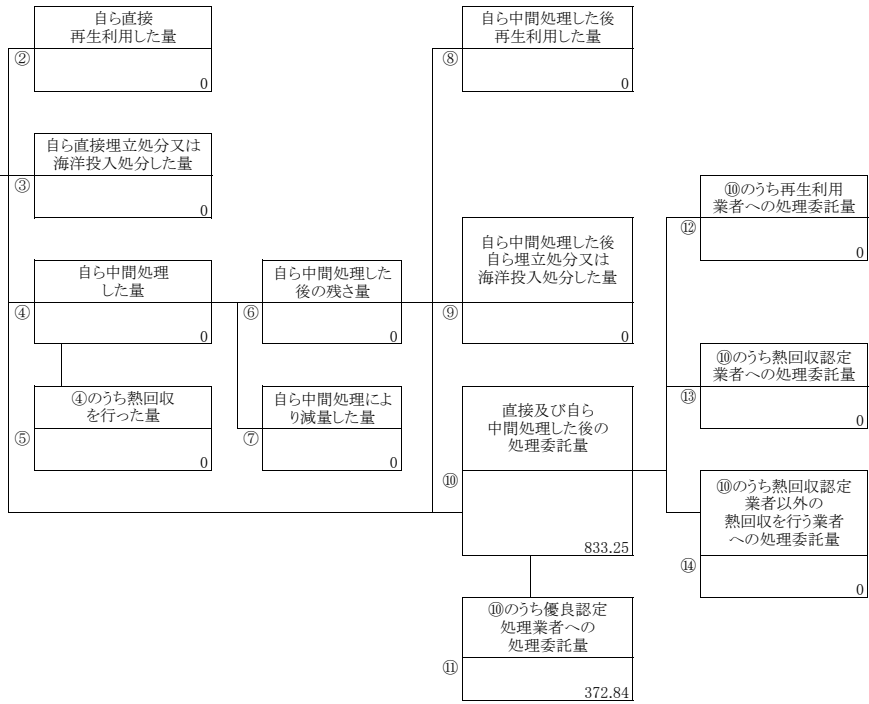 自ら直接
再生利用した量
②
0
自ら直接埋立処分又は
海洋投入処分した量
③
0
自ら中間処理
した量
④
0
④のうち熱回収
を行った量
⑤
0
自ら中間処理した
後の残さ量
⑥
0
自ら中間処理によ
り減量した量
⑦
0
自ら中間処理した後
再生利用した量
⑧
0
自ら中間処理した後
自ら埋立処分又は
海洋投入処分した量
⑨
0
直接及び自ら
中間処理した後の
処理委託量
⑩
833.25
⑩のうち優良認定
処理業者への
処理委託量
⑪
372.84
⑩のうち再生利用
業者への処理委託量
⑫
0
⑩のうち熱回収認定
業者への処理委託量
⑬
0
⑩のうち熱回収認定
業者以外の
熱回収を行う業者
への処理委託量
⑭
0